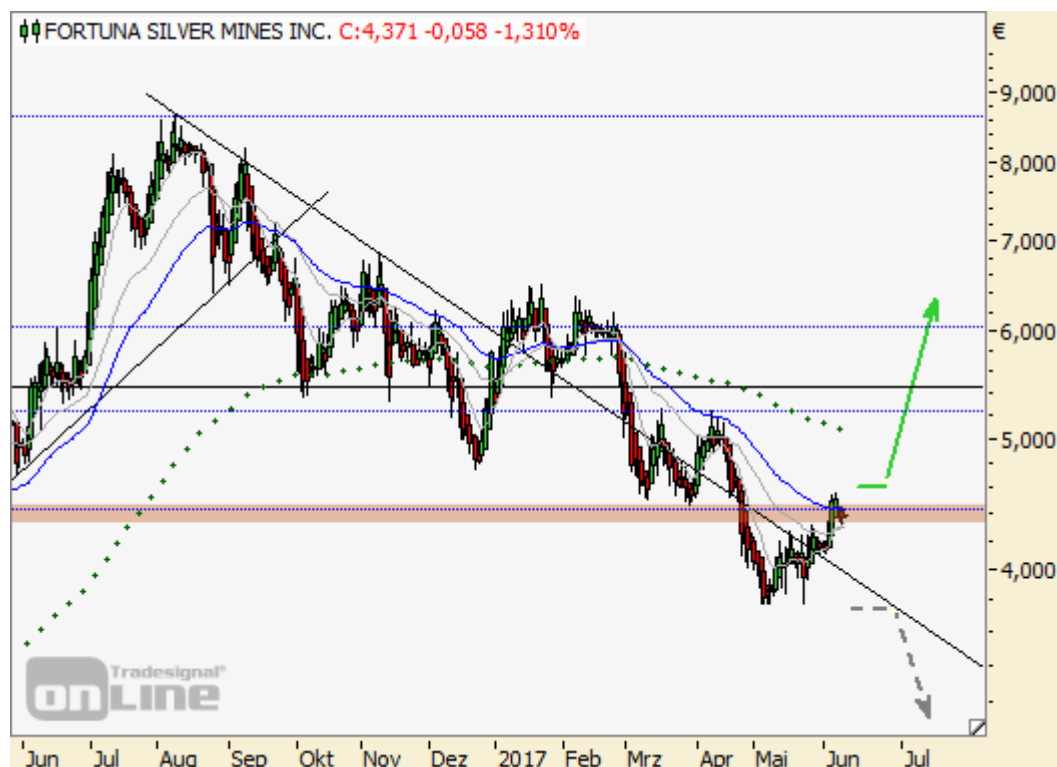 FORTUNA SILVER MINES INC. C:4,371 -0,058 -1,310%
€
9,000
8,000
7,000
6,000
5,000
4,000
Tradesignal®
onLine
Jun Jul Aug Sep Okt Nov Dez 2017 Feb Mrz Apr Mai Jun Jul